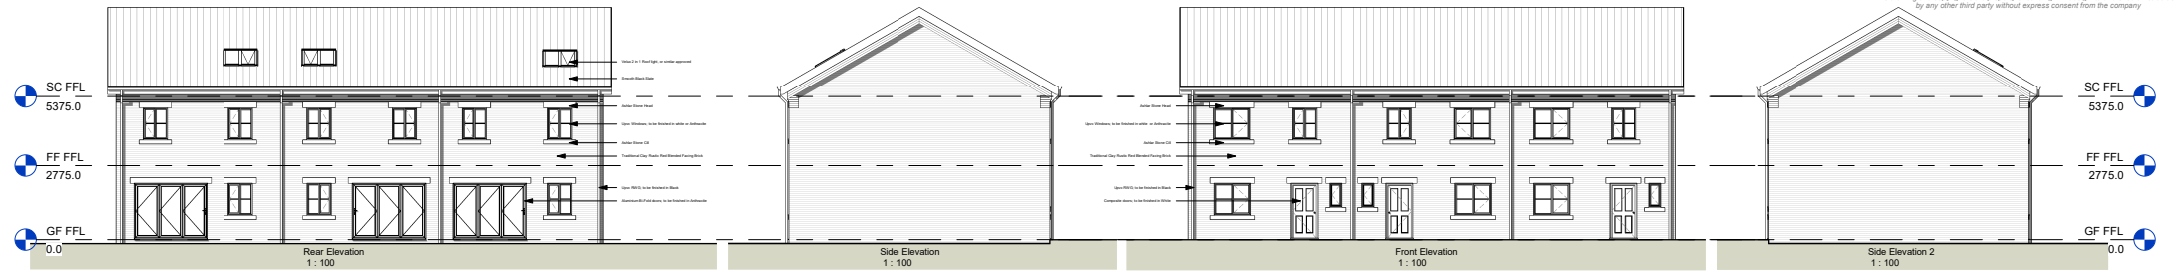 by any other third party without express consent from the company
SC FFL
5375.0
FF FFL
2775.0
GF FFL
0.0
Velux 2 in 1 Roof light, or similar approved
Smooth Black Slate
Ashlar Stone Head
Upvc Windows, to be finished in white or Anthracite
Ashlar Stone Cill
Traditional Clay Rustic Red Blended Facing Brick
Upvc RWG, to be finished in Black
Aluminium Bi Fold doors, to be finished in Anthracite
Rear Elevation
1 : 100
Side Elevation
1 : 100
Ashlar Stone Head
Upvc Windows, to be finished in white or Anthracite
Ashlar Stone Cill
Traditional Clay Rustic Red Blended Facing Brick
Upvc RWG, to be finished in Black
Composite doors, to be finished in White
Front Elevation
1 : 100
Side Elevation 2
1 : 100
SC FFL
5375.0
FF FFL
2775.0
GF FFL
0.0